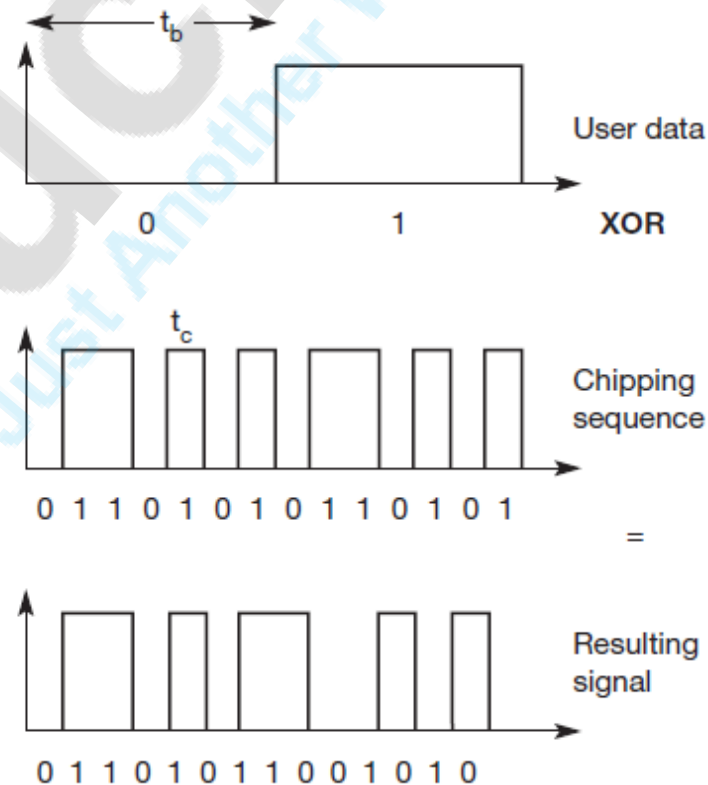 t_b
User data
0 1 XOR
t_c
Chipping
sequence
0 1 1 0 1 0 1 0 1 1 0 1 0 1
=
Resulting
signal
0 1 1 0 1 0 1 1 0 0 1 0 1 0
Just Another